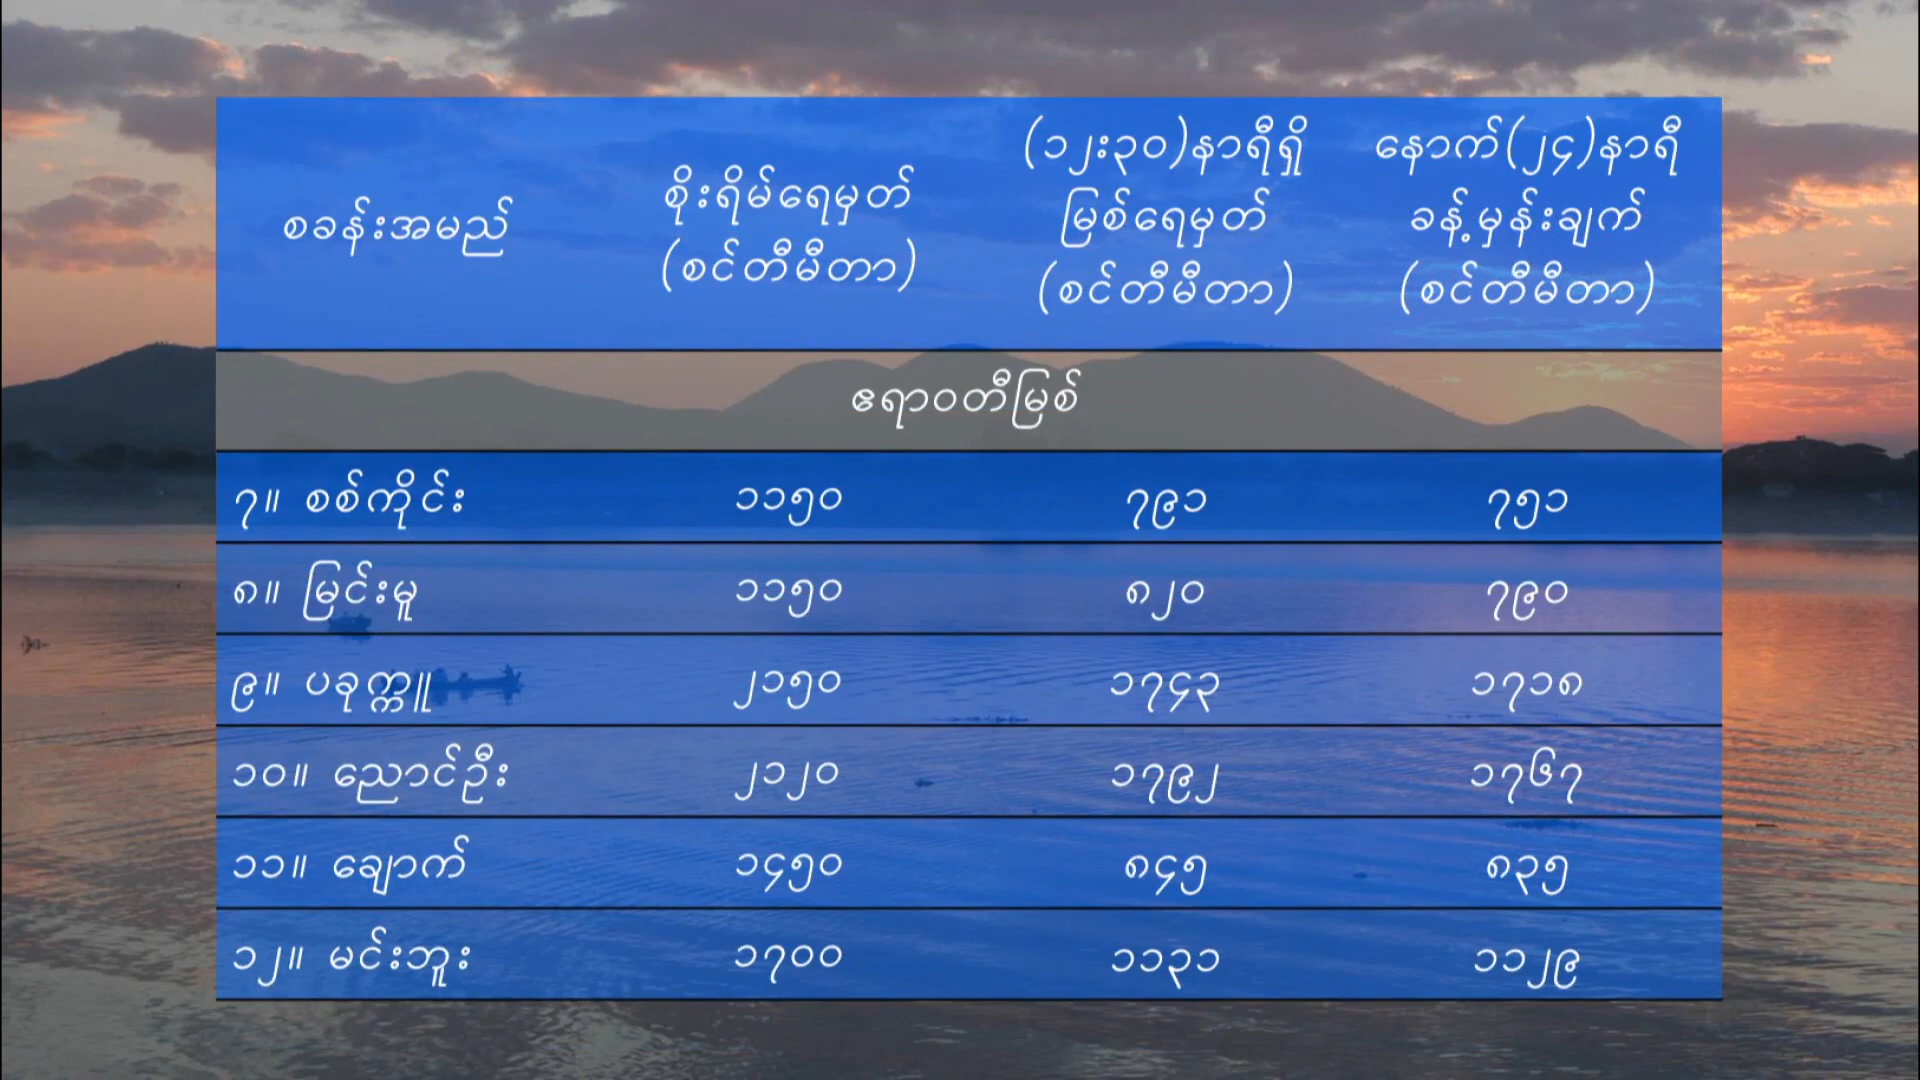 စခန်းအမည်
စိုးရိမ်ရေမှတ်
(စင်တီမီတာ)
(၁၂း၃၀)နာရီရှိ
မြစ်ရေမှတ်
(စင်တီမီတာ)
နောက်(၂၄)နာရီ
ခန့်မှန်းချက်
(စင်တီမီတာ)
ဧရာဝတီမြစ်
၇။ စစ်ကိုင်း ၁၁၅၀ ၇၉၁ ၇၅၁
၈။ မြင်းမူ ၁၁၅၀ ၈၂၀ ၇၉၀
၉။ ပခုက္ကူ ၂၁၅၀ ၁၇၄၃ ၁၇၁၈
၁၀။ ညောင်ဦး ၂၁၂၀ ၁၇၉၂ ၁၇၆၇
၁၁။ ချောက် ၁၄၅၀ ၈၄၅ ၈၃၅
၁၂။ မင်းဘူး ၁၇၀၀ ၁၁၃၁ ၁၁၂၉